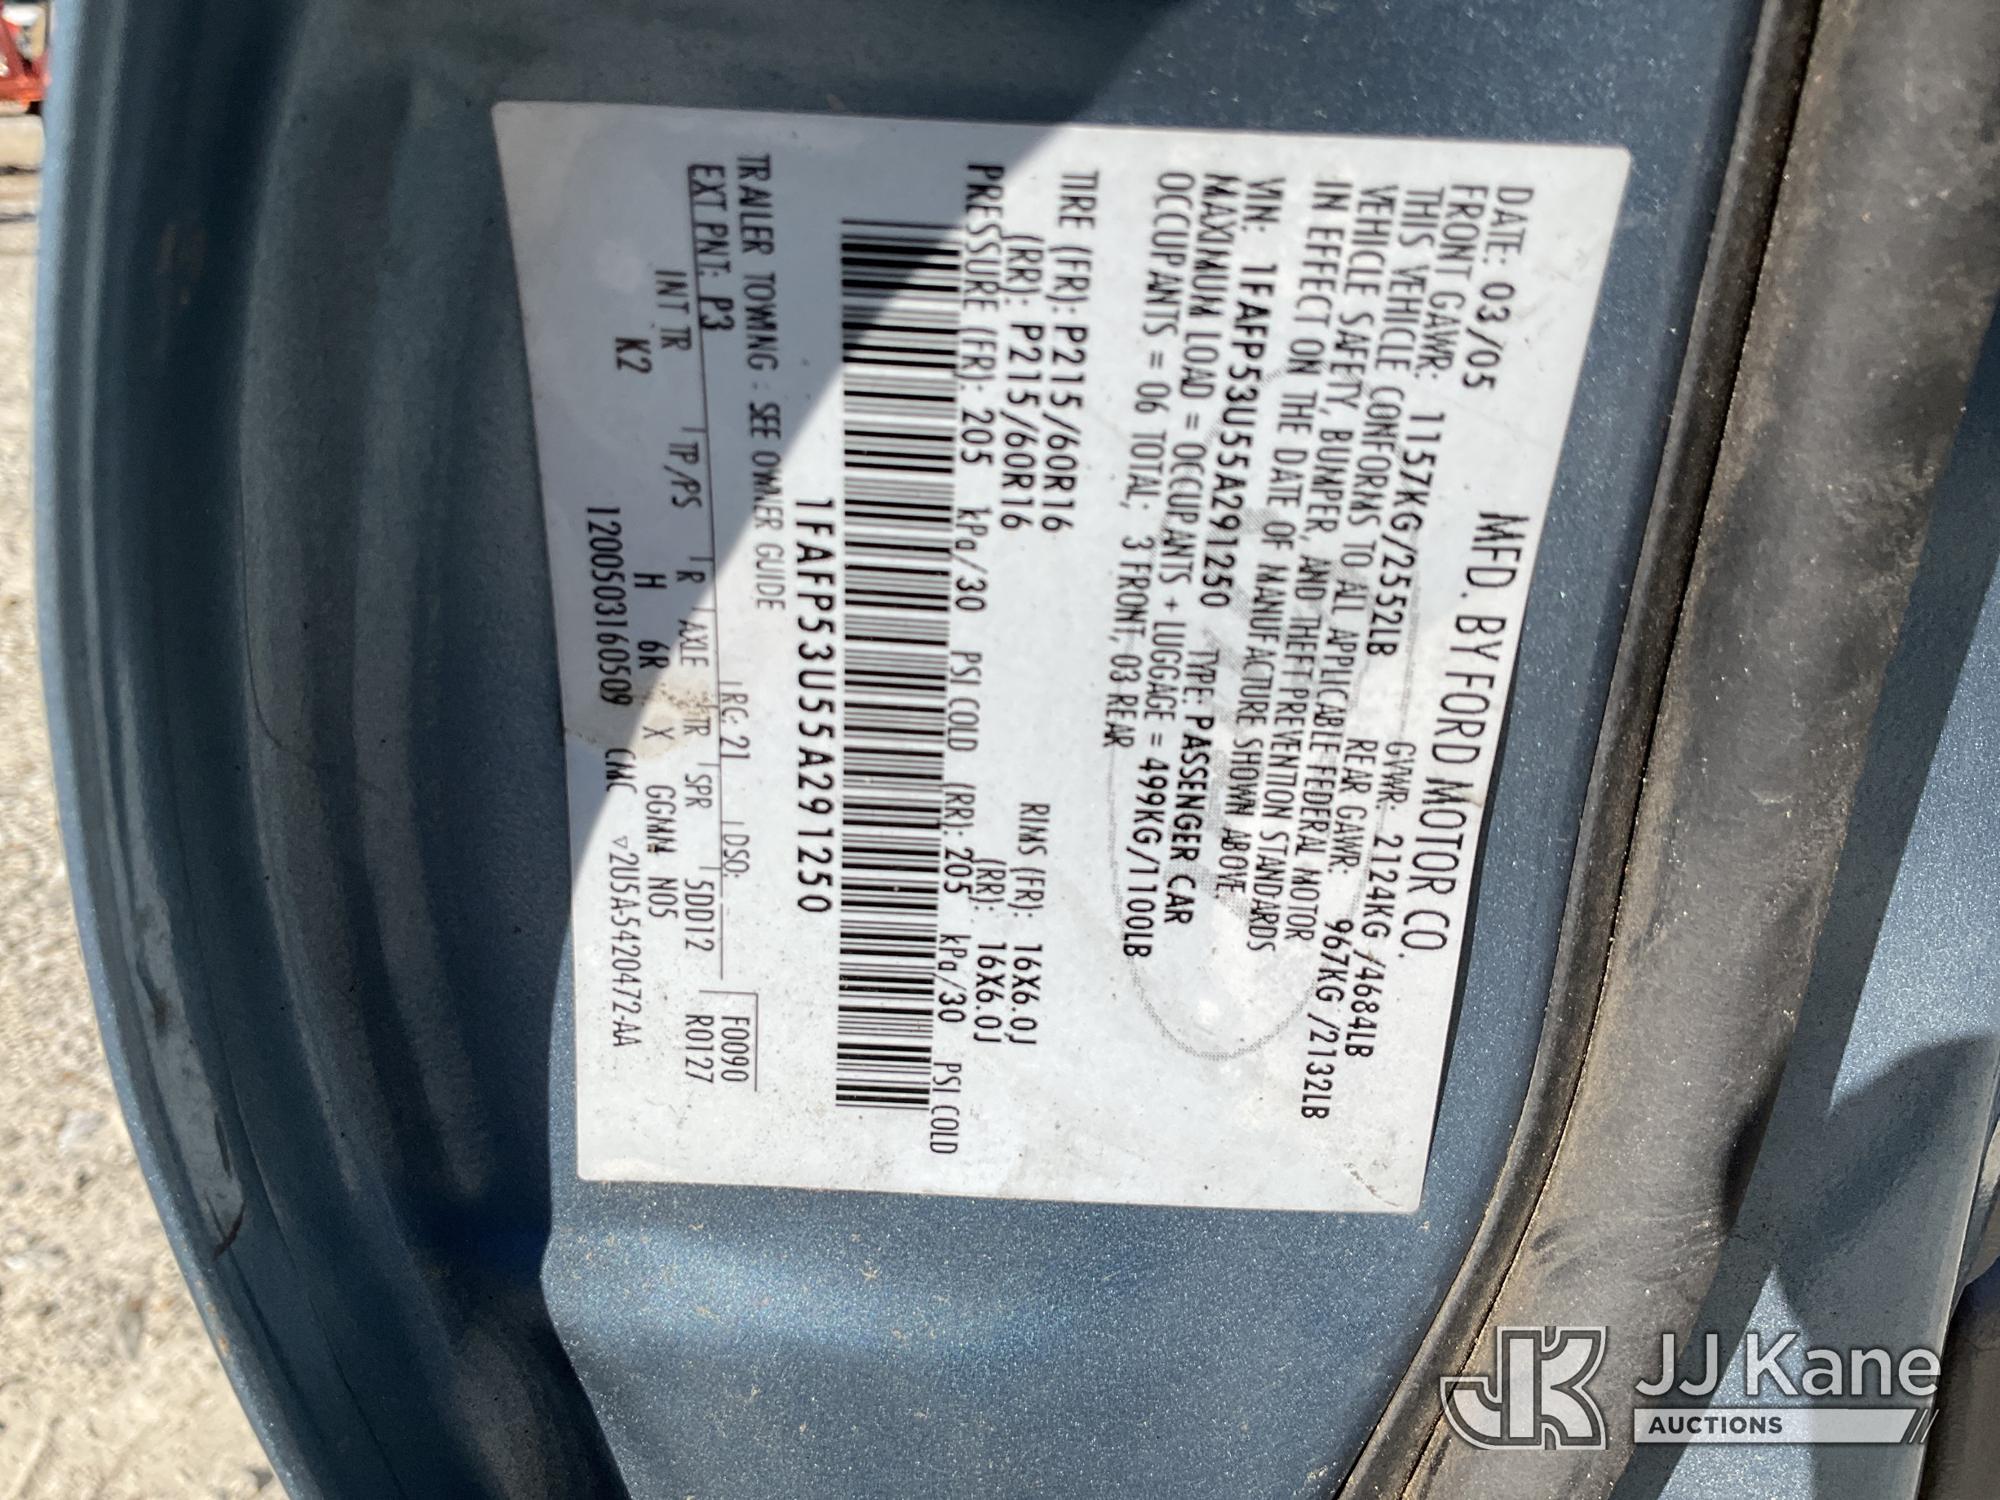 DATE: 03/05 MFD. BY FORD MOTOR CO.
FRONT GAWR: 1157KG/2552LB GVWR: 2124KG /4684LB
REAR GAWR: 967KG /2132LB
THIS VEHICLE CONFORMS TO ALL APPLICABLE FEDERAL MOTOR
VEHICLE SAFETY, BUMPER, AND THEFT PREVENTION STANDARDS
IN EFFECT ON THE DATE OF MANUFACTURE SHOWN ABOVE
VIN: 1FAFP53U55A291250 TYPE: PASSENGER CAR
MAXIMUM LOAD = OCCUPANTS + LUGGAGE = 499KG/1100LB
OCCUPANTS = 06 TOTAL; 3 FRONT, 03 REAR
TIRE (FR): P215/60R16 RIMS (FR): 16X6.0J
(RR): P215/60R16 (RR): 16X6.0J
PRESSURE (FR): 205 kPa/30 PSI COLD (RR): 205 kPa/30 PSI COLD
1FAFP53U55A291250
TRAILER TOWING : SEE OWNER GUIDE
EXT PNT: P3 RC: 21 DSO: F0090
INT TR TP/PS R AXLE TR SPR 5DD12 R0127
K2 H 6R X GGMN N05
1200503160509 CMC ▽2U5A-5420472-AA
JK JJ Kane
AUCTIONS